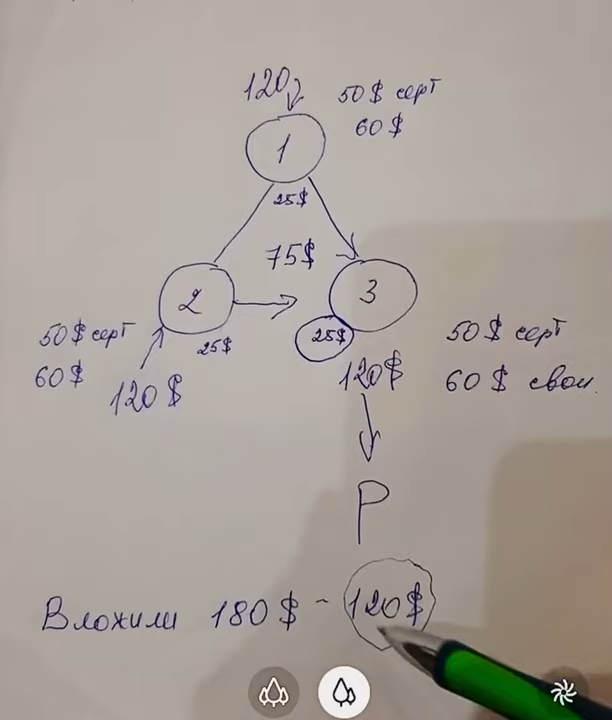 120
50$ серт
60$
1
25$
75$
2
3
50$ серт
60$
25$
25$
50$ серт
60$ свои.
120$
120$
Р
Вложили 180$ - 120$